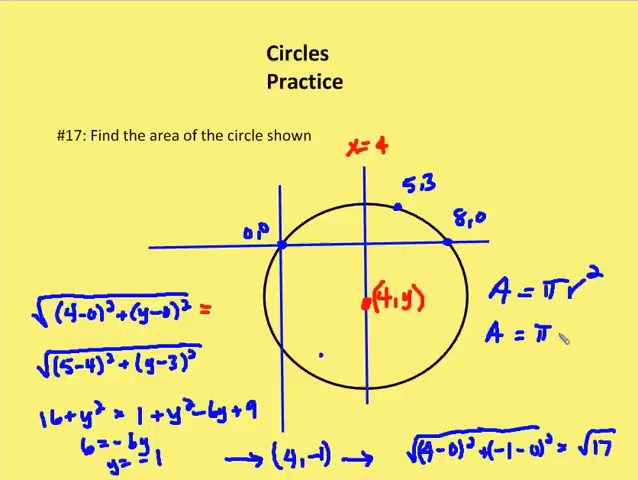 Circles
Practice
#17: Find the area of the circle shown
x=4
5,3
8,0
0,0
(4,y)
A = πr²
√(4-0)²+(y-0)² =
A = π
√(5-4)²+(y-3)²
16+y² = 1+y²-6y+9
6=-6y
y=-1
→ (4,-1) → √(4-0)²+(-1-0)² = √17